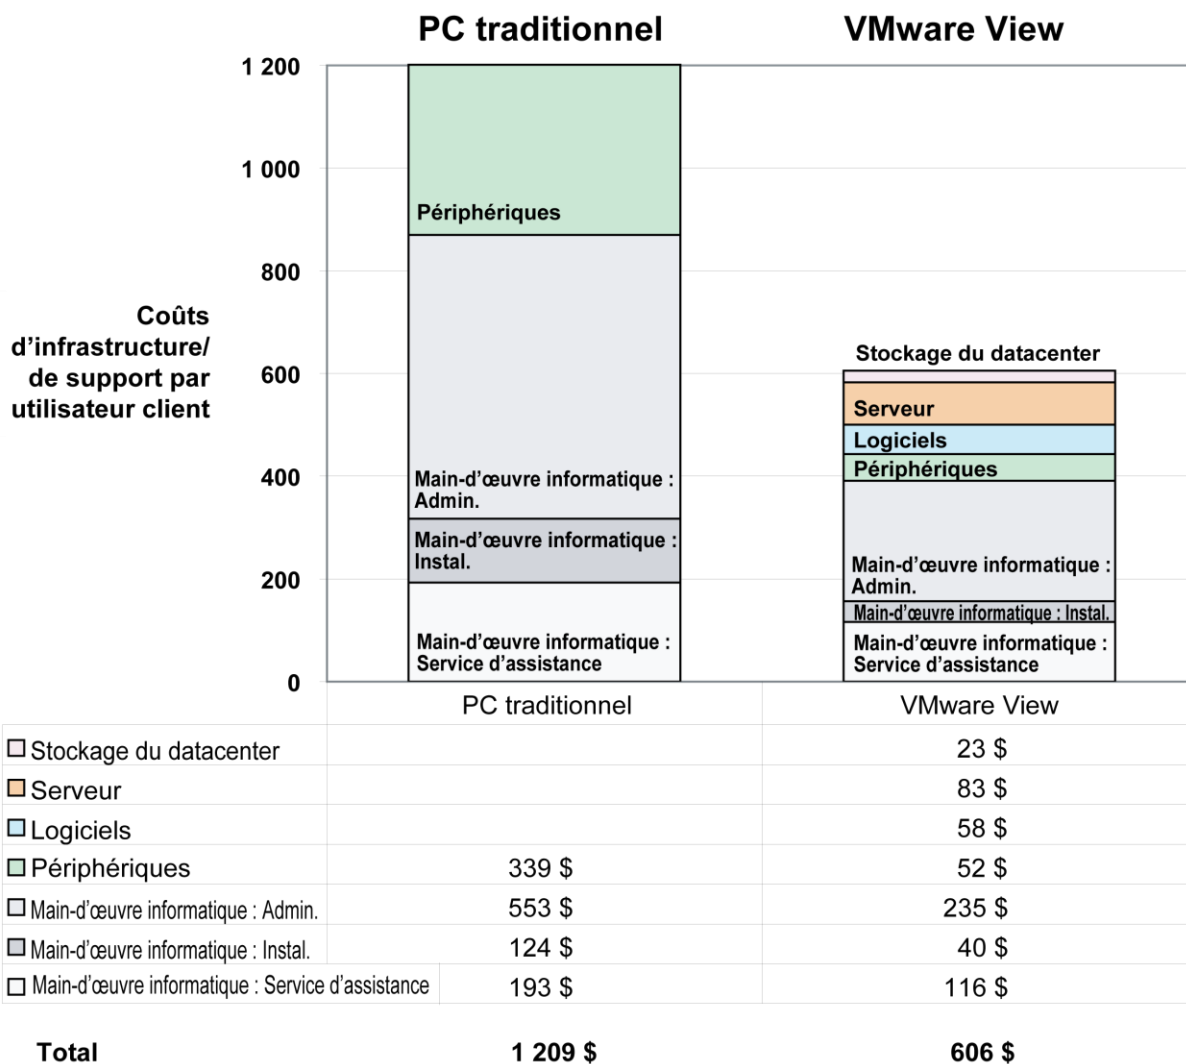 PC traditionnel VMware View
1 200
1 000
800
600
400
200
0
Coûts
d’infrastructure/
de support par
utilisateur client
Périphériques
Main-d’œuvre informatique :
Admin.
Main-d’œuvre informatique :
Instal.
Main-d’œuvre informatique :
Service d’assistance
Stockage du datacenter
Serveur
Logiciels
Périphériques
Main-d’œuvre informatique :
Admin.
Main-d’œuvre informatique : Instal.
Main-d’œuvre informatique :
Service d’assistance
PC traditionnel VMware View
Stockage du datacenter 23 $
Serveur 83 $
Logiciels 58 $
Périphériques 339 $ 52 $
Main-d’œuvre informatique : Admin. 553 $ 235 $
Main-d’œuvre informatique : Instal. 124 $ 40 $
Main-d’œuvre informatique : Service d’assistance 193 $ 116 $
Total 1 209 $ 606 $